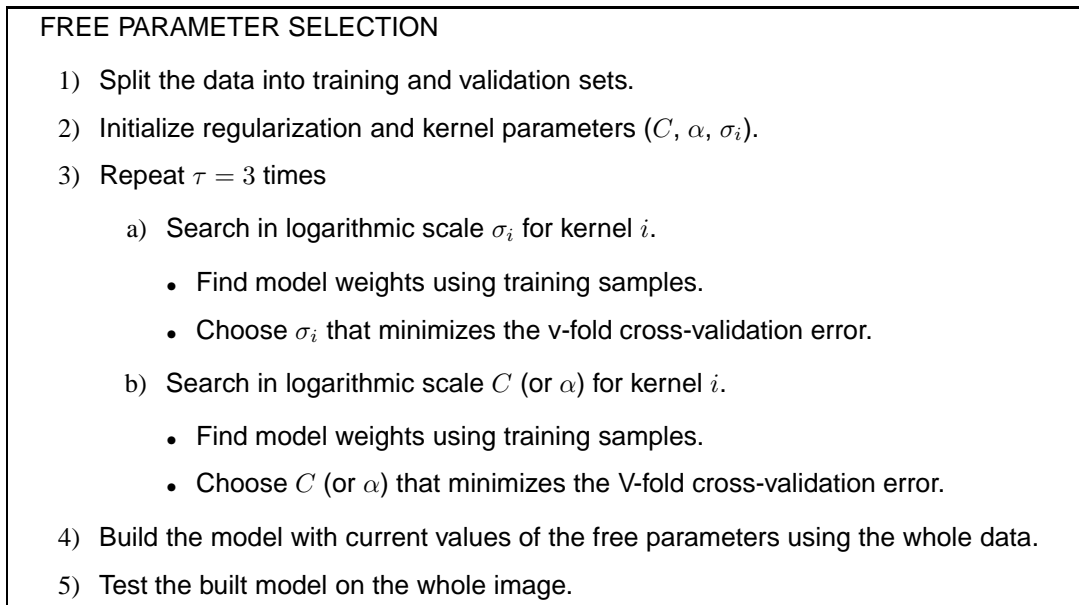 FREE PARAMETER SELECTION
1) Split the data into training and validation sets.
2) Initialize regularization and kernel parameters (C, α, σi).
3) Repeat τ = 3 times
a) Search in logarithmic scale σi for kernel i.
• Find model weights using training samples.
• Choose σi that minimizes the v-fold cross-validation error.
b) Search in logarithmic scale C (or α) for kernel i.
• Find model weights using training samples.
• Choose C (or α) that minimizes the V-fold cross-validation error.
4) Build the model with current values of the free parameters using the whole data.
5) Test the built model on the whole image.